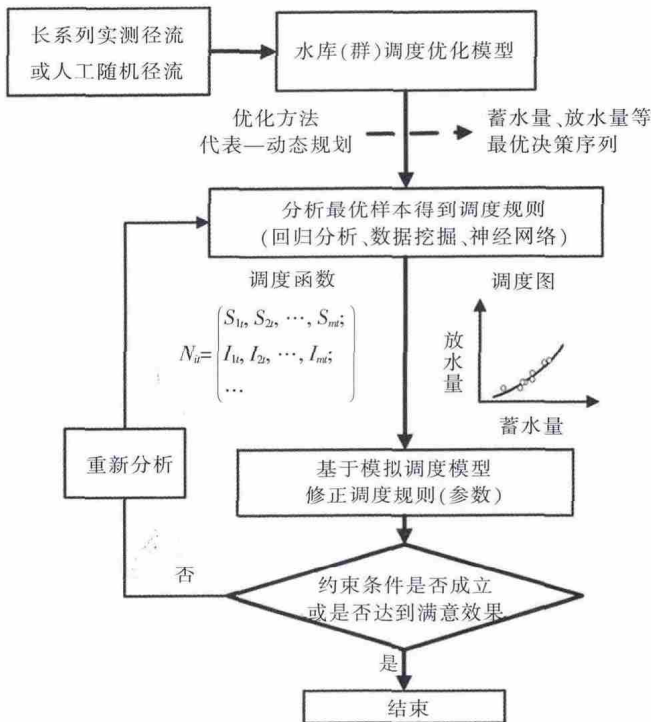 长系列实测径流
或人工随机径流
水库(群)调度优化模型
优化方法
代表—动态规划
蓄水量、放水量等
最优决策序列
分析最优样本得到调度规则
(回归分析、数据挖掘、神经网络)
调度函数
S1t, S2t, …, Smt;
Nit= I1t, I2t, …, Imt;
…
调度图
放水量
蓄水量
重新分析
基于模拟调度模型
修正调度规则(参数)
否
约束条件是否成立
或是否达到满意效果
是
结束